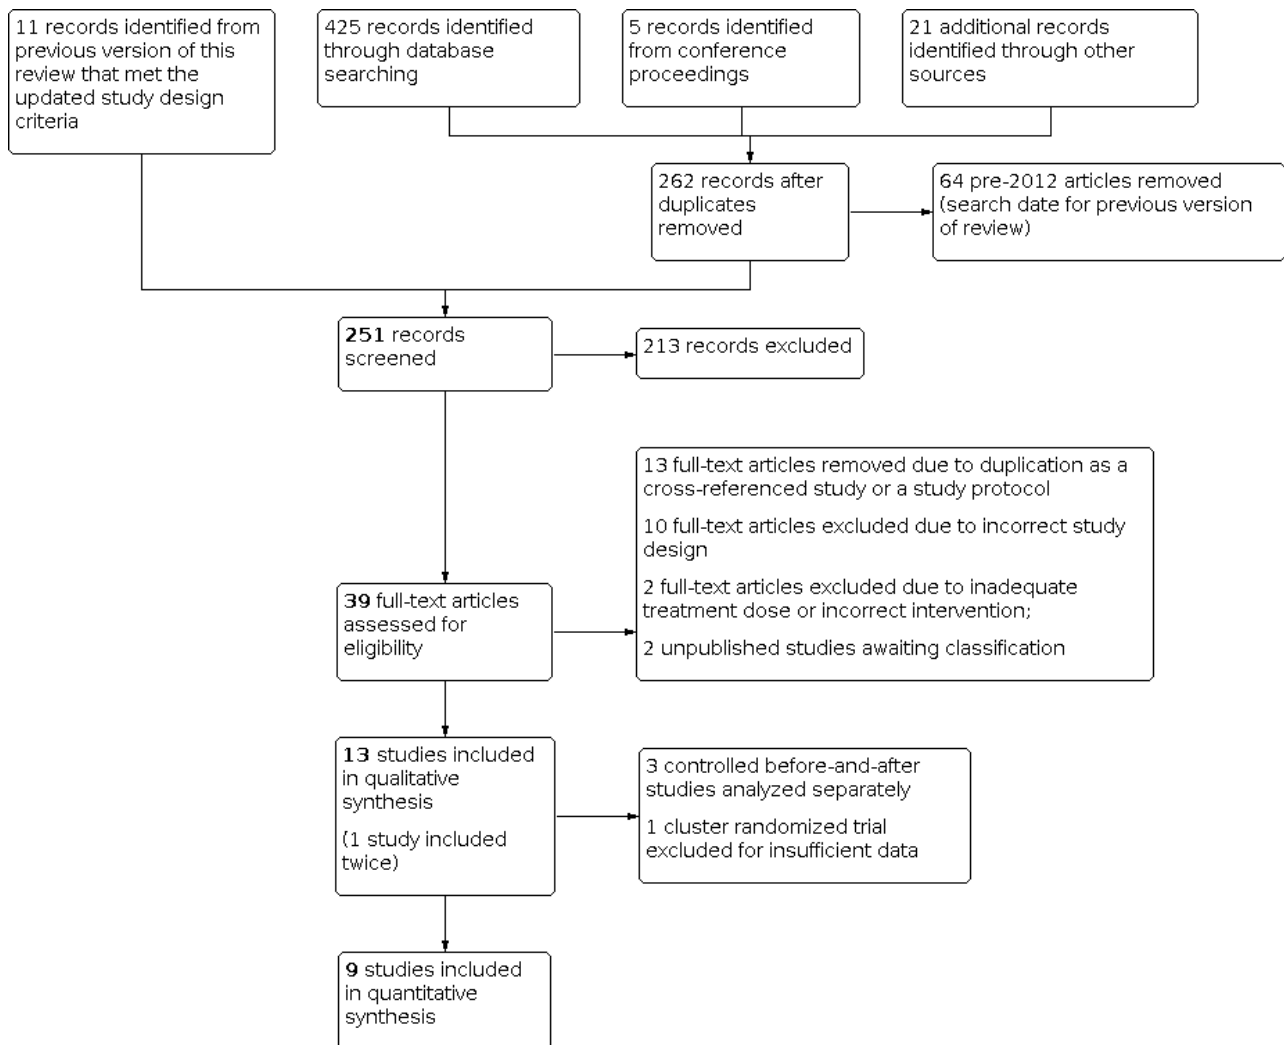 11 records identified from
previous version of this
review that met the
updated study design
criteria
425 records identified
through database
searching
5 records identified
from conference
proceedings
21 additional records
identified through other
sources
262 records after
duplicates
removed
64 pre-2012 articles removed
(search date for previous version
of review)
251 records
screened
213 records excluded
13 full-text articles removed due to duplication as a
cross-referenced study or a study protocol
10 full-text articles excluded due to incorrect study
design
2 full-text articles excluded due to inadequate
treatment dose or incorrect intervention;
2 unpublished studies awaiting classification
39 full-text articles
assessed for
eligibility
13 studies included
in qualitative
synthesis
(1 study included
twice)
3 controlled before-and-after
studies analyzed separately
1 cluster randomized trial
excluded for insufficient data
9 studies included
in quantitative
synthesis